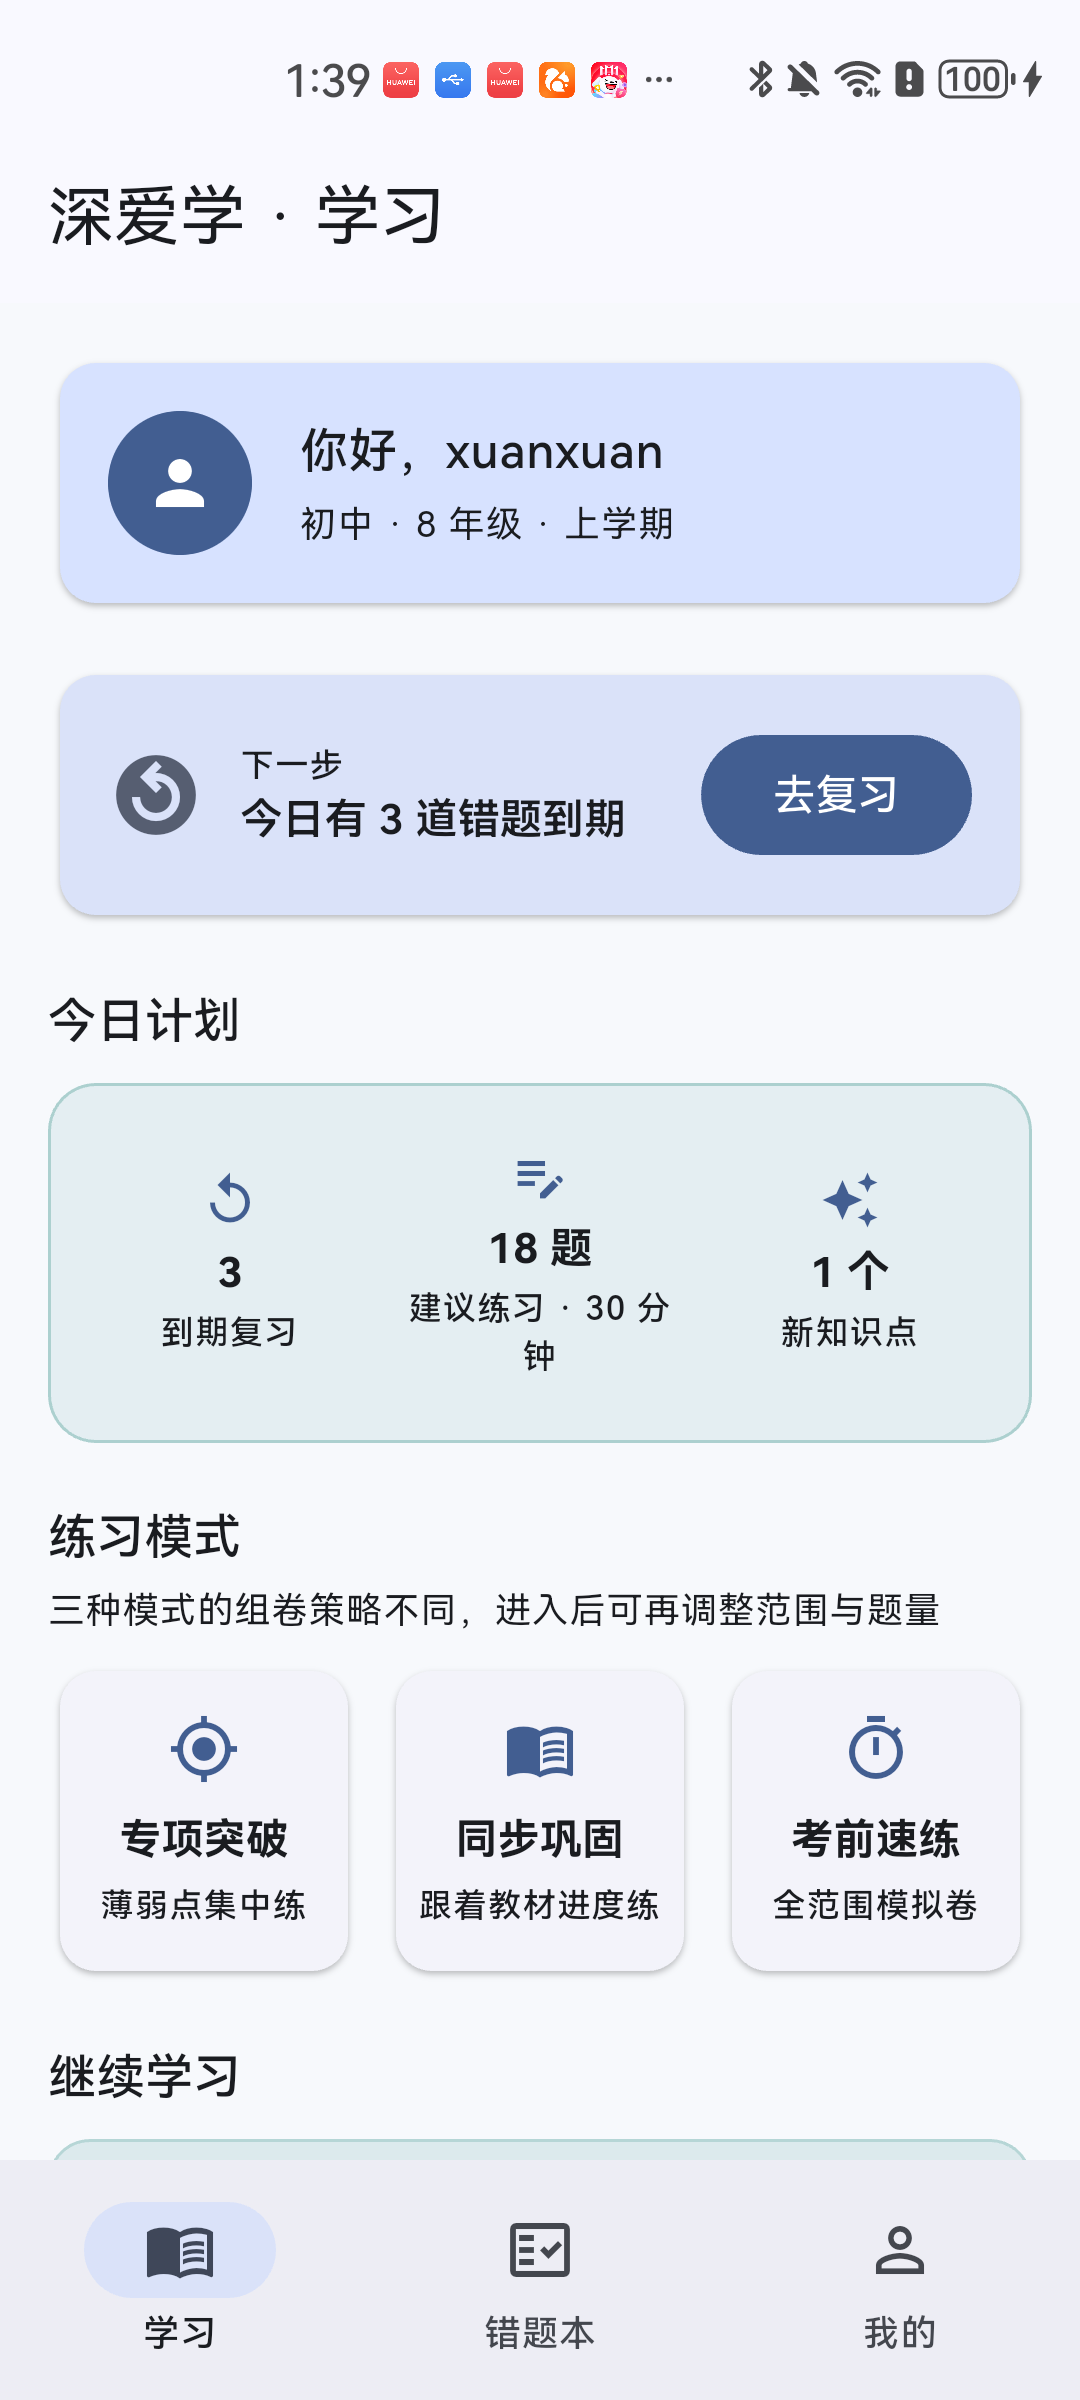 1:39
HUAWEI
HUAWEI
11.11
100
深爱学 · 学习
你好，xuanxuan
初中 · 8 年级 · 上学期
下一步
今日有 3 道错题到期
去复习
今日计划
3
到期复习
18 题
建议练习 · 30 分
钟
1 个
新知识点
练习模式
三种模式的组卷策略不同，进入后可再调整范围与题量
专项突破
薄弱点集中练
同步巩固
跟着教材进度练
考前速练
全范围模拟卷
继续学习
学习
错题本
我的